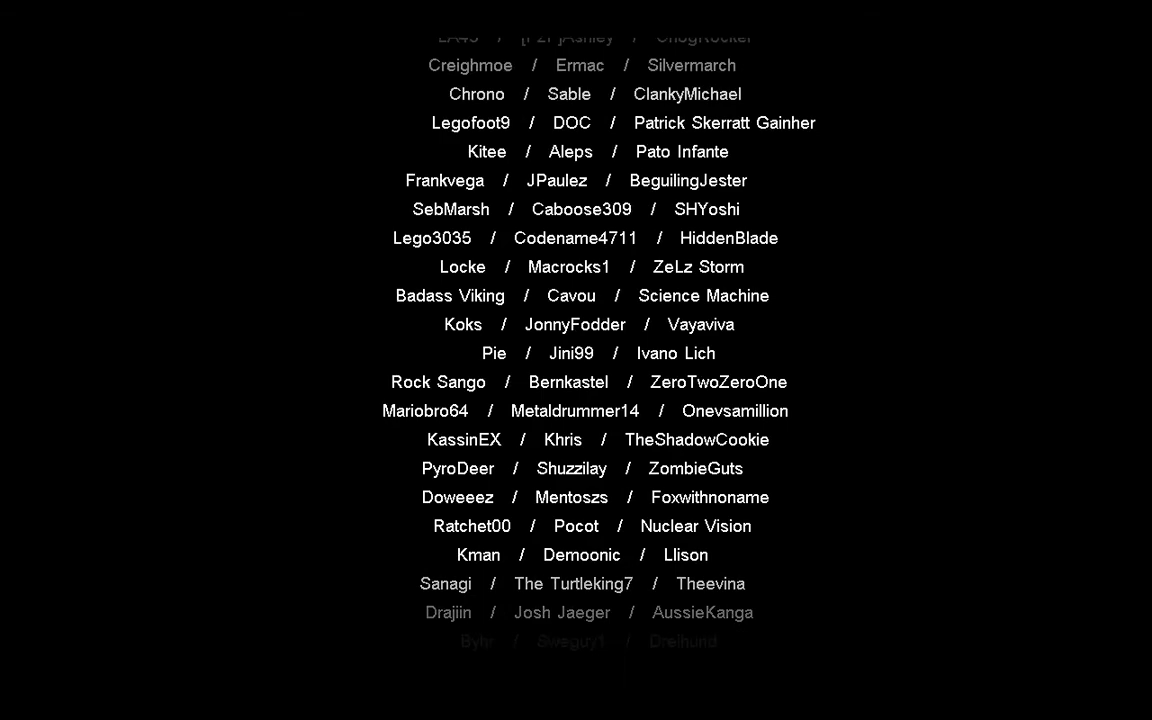 Creighmoe / Ermac / Silvermarch
Chrono / Sable / ClankyMichael
Legofoot9 / DOC / Patrick Skerratt Gainher
Kitee / Aleps / Pato Infante
Frankvega / JPaulez / BeguilingJester
SebMarsh / Caboose309 / SHYoshi
Lego3035 / Codename4711 / HiddenBlade
Locke / Macrocks1 / ZeLz Storm
Badass Viking / Cavou / Science Machine
Koks / JonnyFodder / Vayaviva
Pie / Jini99 / Ivano Lich
Rock Sango / Bernkastel / ZeroTwoZeroOne
Mariobro64 / Metaldrummer14 / Onevsamillion
KassinEX / Khris / TheShadowCookie
PyroDeer / Shuzzilay / ZombieGuts
Doweeez / Mentoszs / Foxwithnoname
Ratchet00 / Pocot / Nuclear Vision
Kman / Demoonic / Llison
Sanagi / The Turtleking7 / Theevina
Drajiin / Josh Jaeger / AussieKanga
Byhr / Swaguy1 / Drelhund